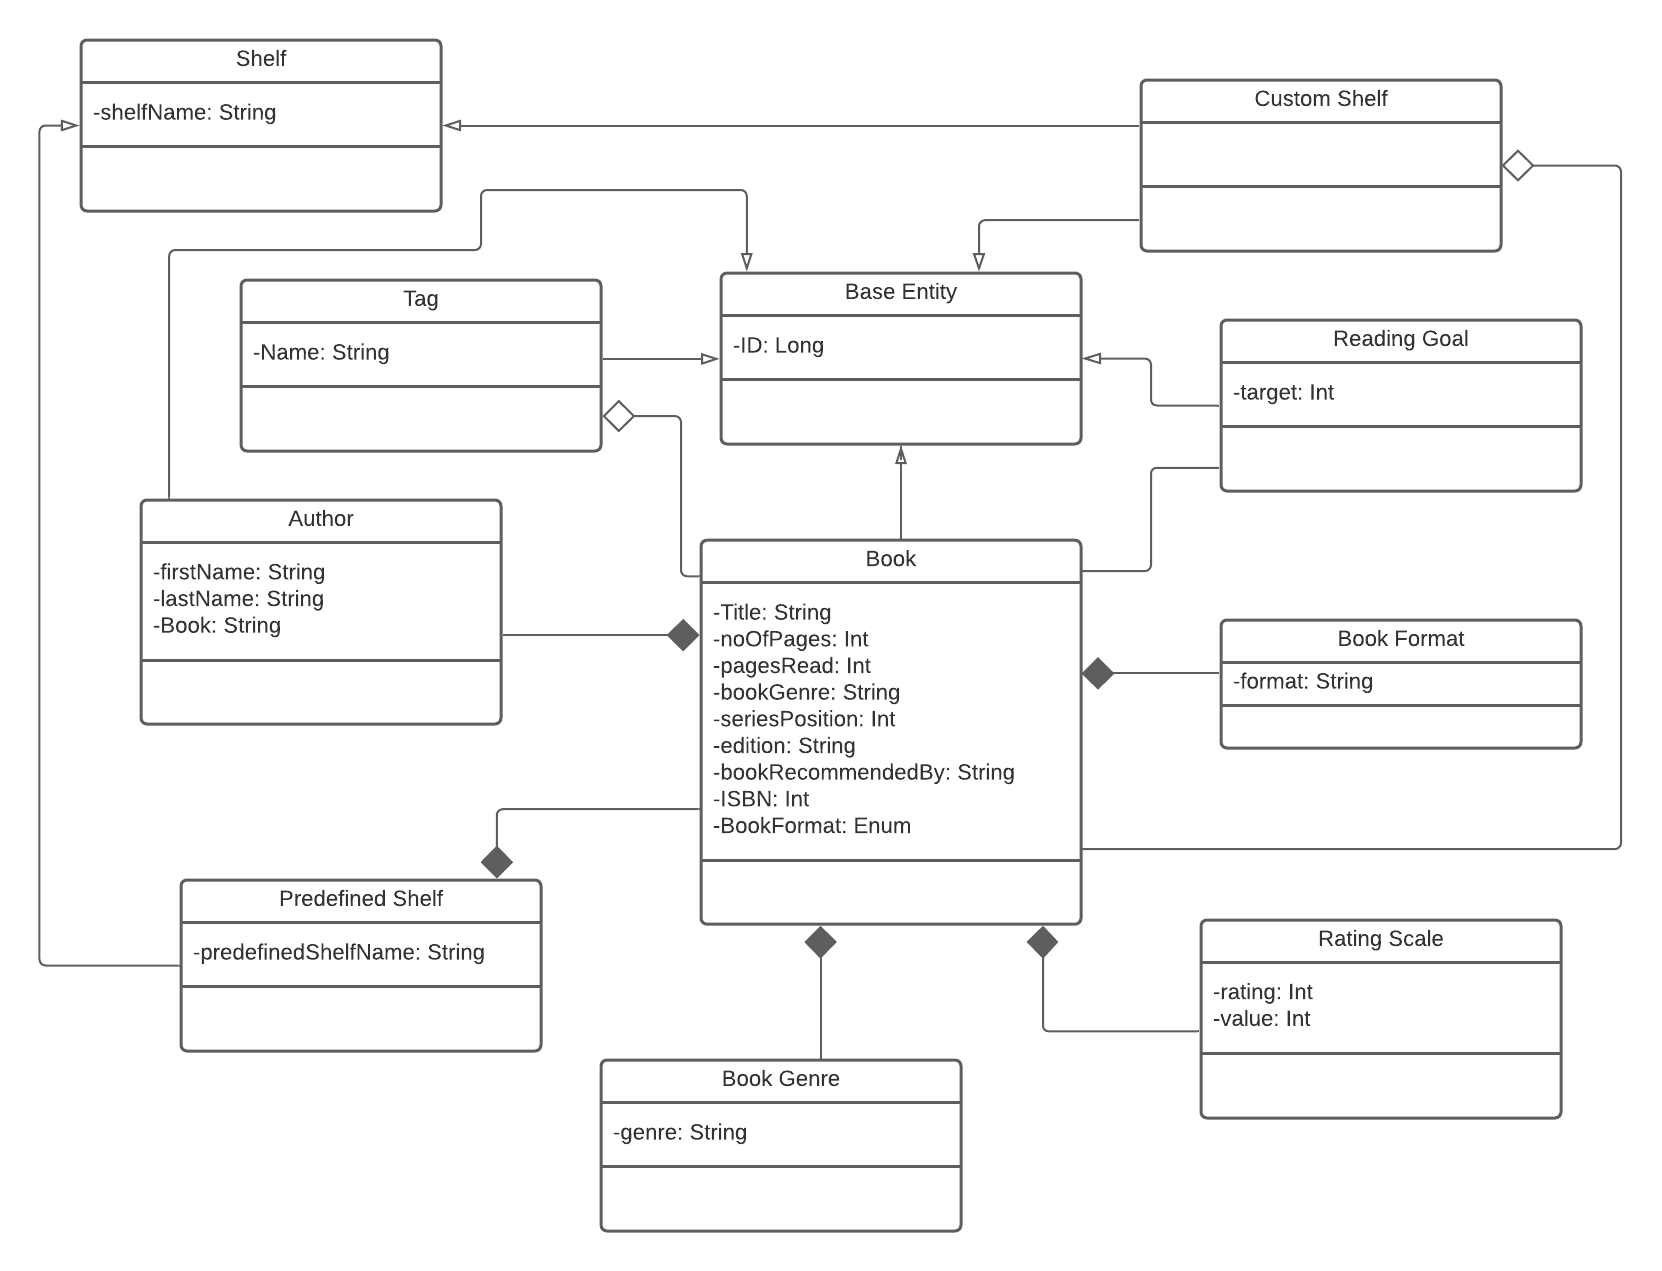 Shelf
-shelfName: String
Custom Shelf
Tag
-Name: String
Base Entity
-ID: Long
Reading Goal
-target: Int
Author
-firstName: String
-lastName: String
-Book: String
Book
-Title: String
-noOfPages: Int
-pagesRead: Int
-bookGenre: String
-seriesPosition: Int
-edition: String
-bookRecommendedBy: String
-ISBN: Int
-BookFormat: Enum
Book Format
-format: String
Predefined Shelf
-predefinedShelfName: String
Rating Scale
-rating: Int
-value: Int
Book Genre
-genre: String